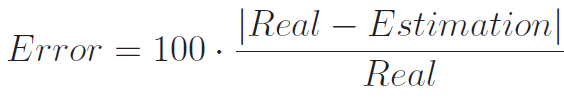 Error = 100 · |Real − Estimation| / Real